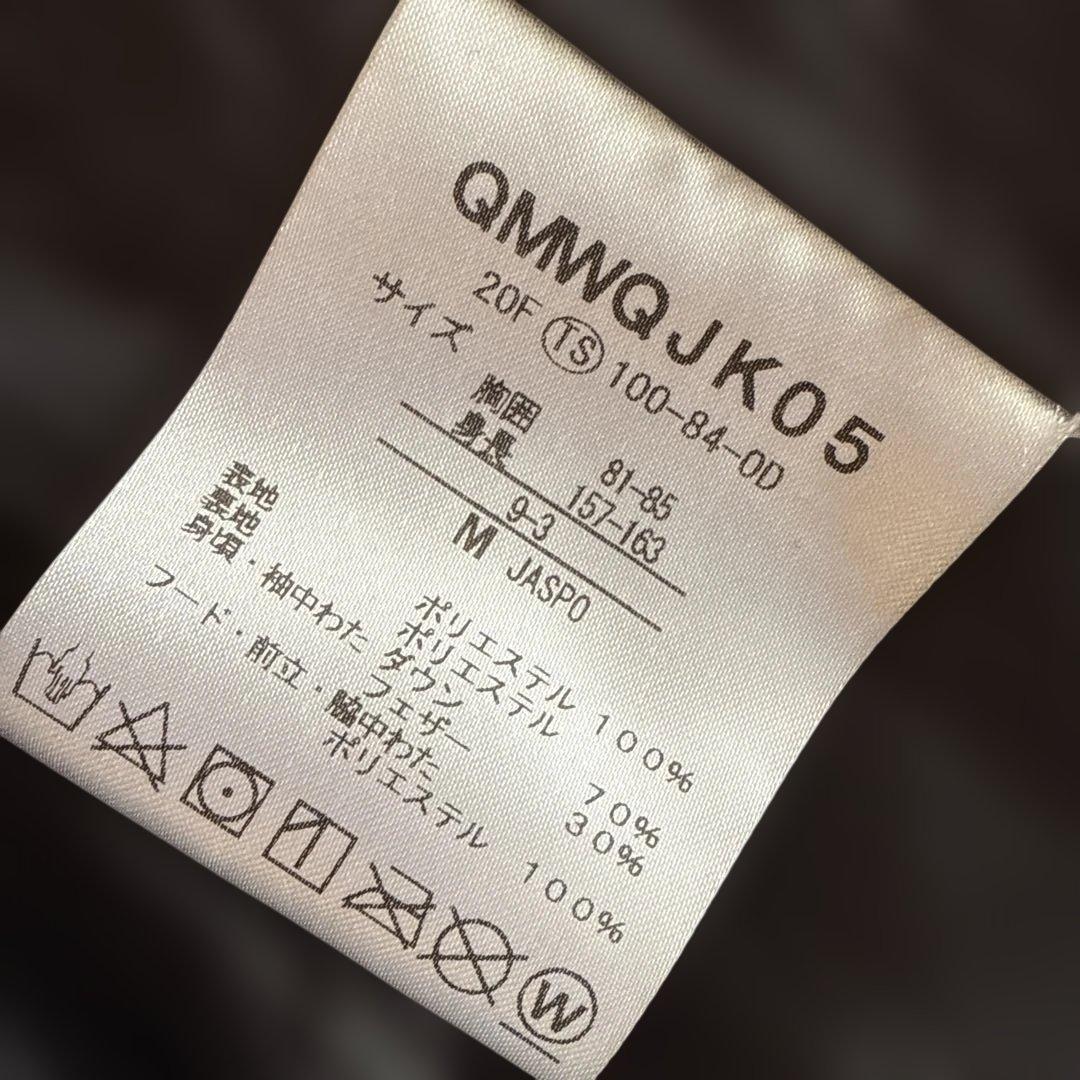 QMWQJK05
20F TS 100-84-0D
サイズ
胸囲 81-85
身長 157-163
9-3
M JASPO
表地 ポリエステル 100%
裏地 ポリエステル 100%
身頃・袖中わた ダウン 70%
フェザー 30%
フード・前立・脇中わた
ポリエステル 100%
W